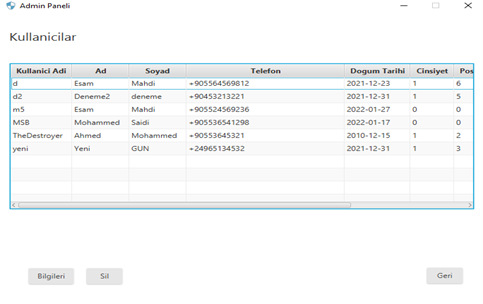 Admin Paneli
Kullanicilar
Kullanici Adi Ad Soyad Telefon Dogum Tarihi Cinsiyet Pos
d Esam Mahdi +905564569812 2021-12-23 1 6
d2 Deneme2 deneme +90453213221 2021-12-31 1 5
m5 Esam Mahdi +905524569236 2022-01-27 0 0
MSB Mohammed Saidi +905536541298 2022-01-17 0 0
TheDestroyer Ahmed Mohammed +90553645321 2010-12-15 1 2
yeni Yeni GUN +24965134532 2021-12-31 1 3
Bilgileri Sil Geri